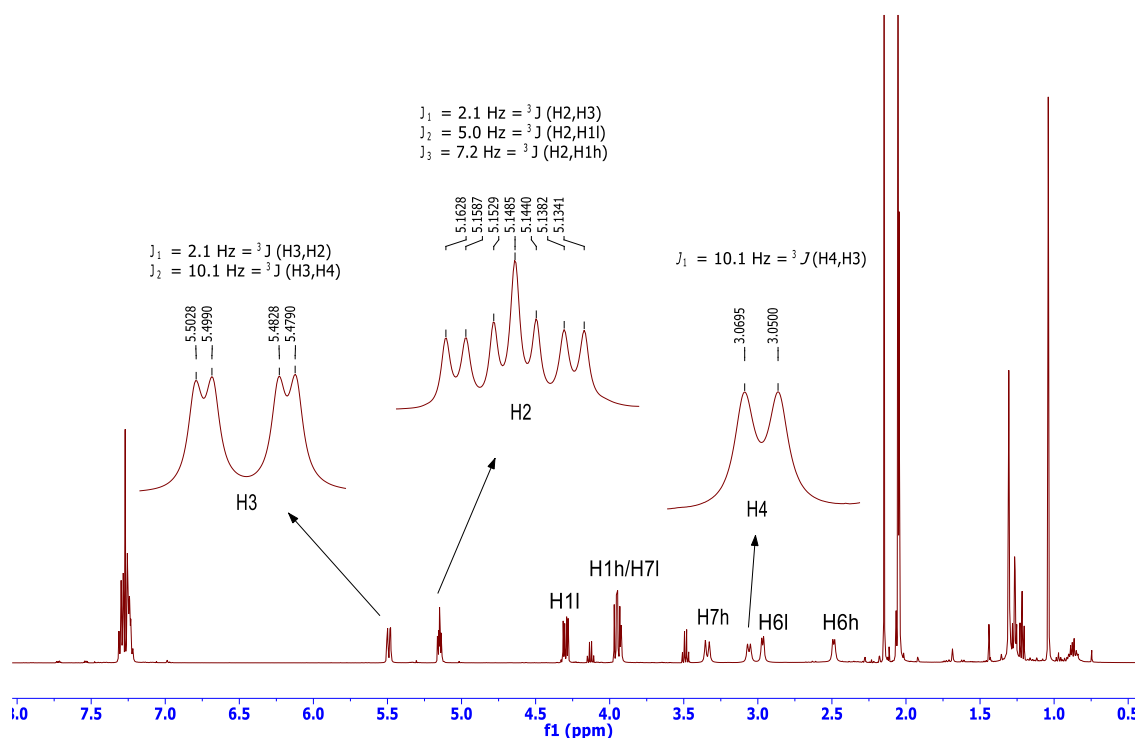 J₁ = 2.1 Hz = ³J (H2,H3)
J₂ = 5.0 Hz = ³J (H2,H1l)
J₃ = 7.2 Hz = ³J (H2,H1h)
5.1628
5.1587
5.1529
5.1485
5.1440
5.1382
5.1341
H2
J₁ = 2.1 Hz = ³J (H3,H2)
J₂ = 10.1 Hz = ³J (H3,H4)
5.5028
5.4990
5.4828
5.4790
H3
J₁ = 10.1 Hz = ³J (H4,H3)
3.0695
3.0500
H4
H1l
H1h/H7l
H7h
H6l
H6h
8.0 7.5 7.0 6.5 6.0 5.5 5.0 4.5 4.0 3.5 3.0 2.5 2.0 1.5 1.0 0.5
f1 (ppm)